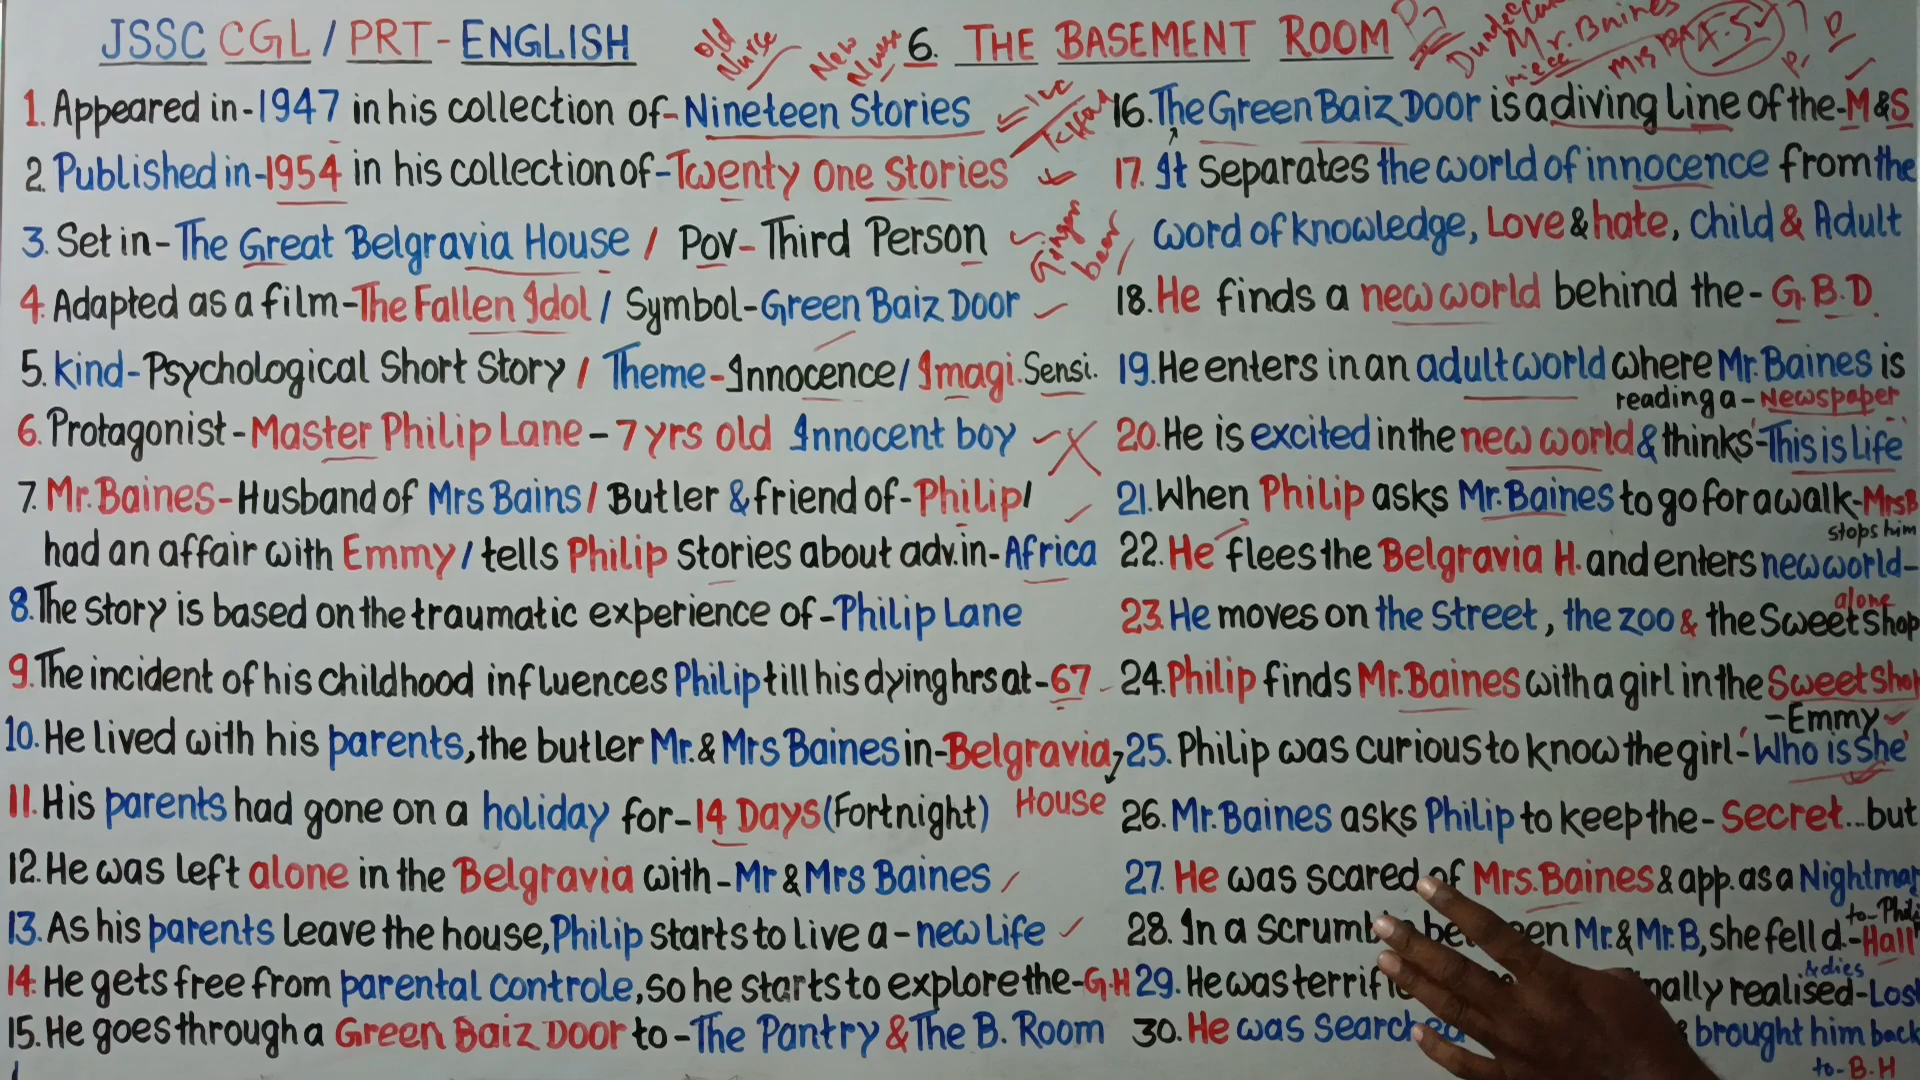 JSSC CGL / PRT - ENGLISH
old Nurse
New Nurse
6. THE BASEMENT ROOM
Mr. Baines
1. Appeared in - 1947 in his collection of - Nineteen Stories
2. Published in - 1954 in his collection of - Twenty One Stories
3. Set in - The Great Belgravia House / Pov - Third Person
Ginger beer
4. Adapted as a film - The Fallen Idol / Symbol - Green Baiz Door
5. kind - Psychological Short Story / Theme - Innocence / Imagi. Sensi.
6. Protagonist - Master Philip Lane - 7 yrs old Innocent boy
7. Mr. Baines - Husband of Mrs Bains / Butler & friend of - Philip /
had an affair with Emmy / tells Philip Stories about adv. in - Africa
8. The story is based on the traumatic experience of - Philip Lane
9. The incident of his childhood influences Philip till his dying hrs at - 67
10. He lived with his parents, the butler Mr. & Mrs Baines in - Belgravia
House
11. His parents had gone on a holiday for - 14 Days (Fortnight)
12. He was left alone in the Belgravia with - Mr & Mrs Baines
13. As his parents Leave the house, Philip starts to live a - new Life
14. He gets free from parental controle, so he starts to explore the - G.H
15. He goes through a Green Baiz Door to - The Pantry & The B. Room
16. The Green Baiz Door is a diving line of the - M & S
17. It Separates the world of innocence from the
word of knowledge, Love & hate, Child & Adult
18. He finds a new world behind the - G.B.D.
19. He enters in an adult world where Mr. Baines is
reading a - Newspaper
20. He is excited in the new world & thinks 'This is Life'
21. When Philip asks Mr. Baines to go for a walk - Mrs B
stops him
22. He flees the Belgravia H. and enters new world -
alone
23. He moves on the Street, the zoo & the Sweet Shop
24. Philip finds Mr. Baines with a girl in the Sweet Shop
- Emmy
25. Philip was curious to know the girl - 'Who is She'
26. Mr. Baines asks Philip to keep the - Secret... but
27. He was scared of Mrs. Baines & app. as a Nightmar
to - Phili
28. In a scrumb between Mr. & Mr. B, she fell d. - Hall
& dies
29. He was terrifi nally realised - Lost
30. He was Searched brought him back
to - B.H